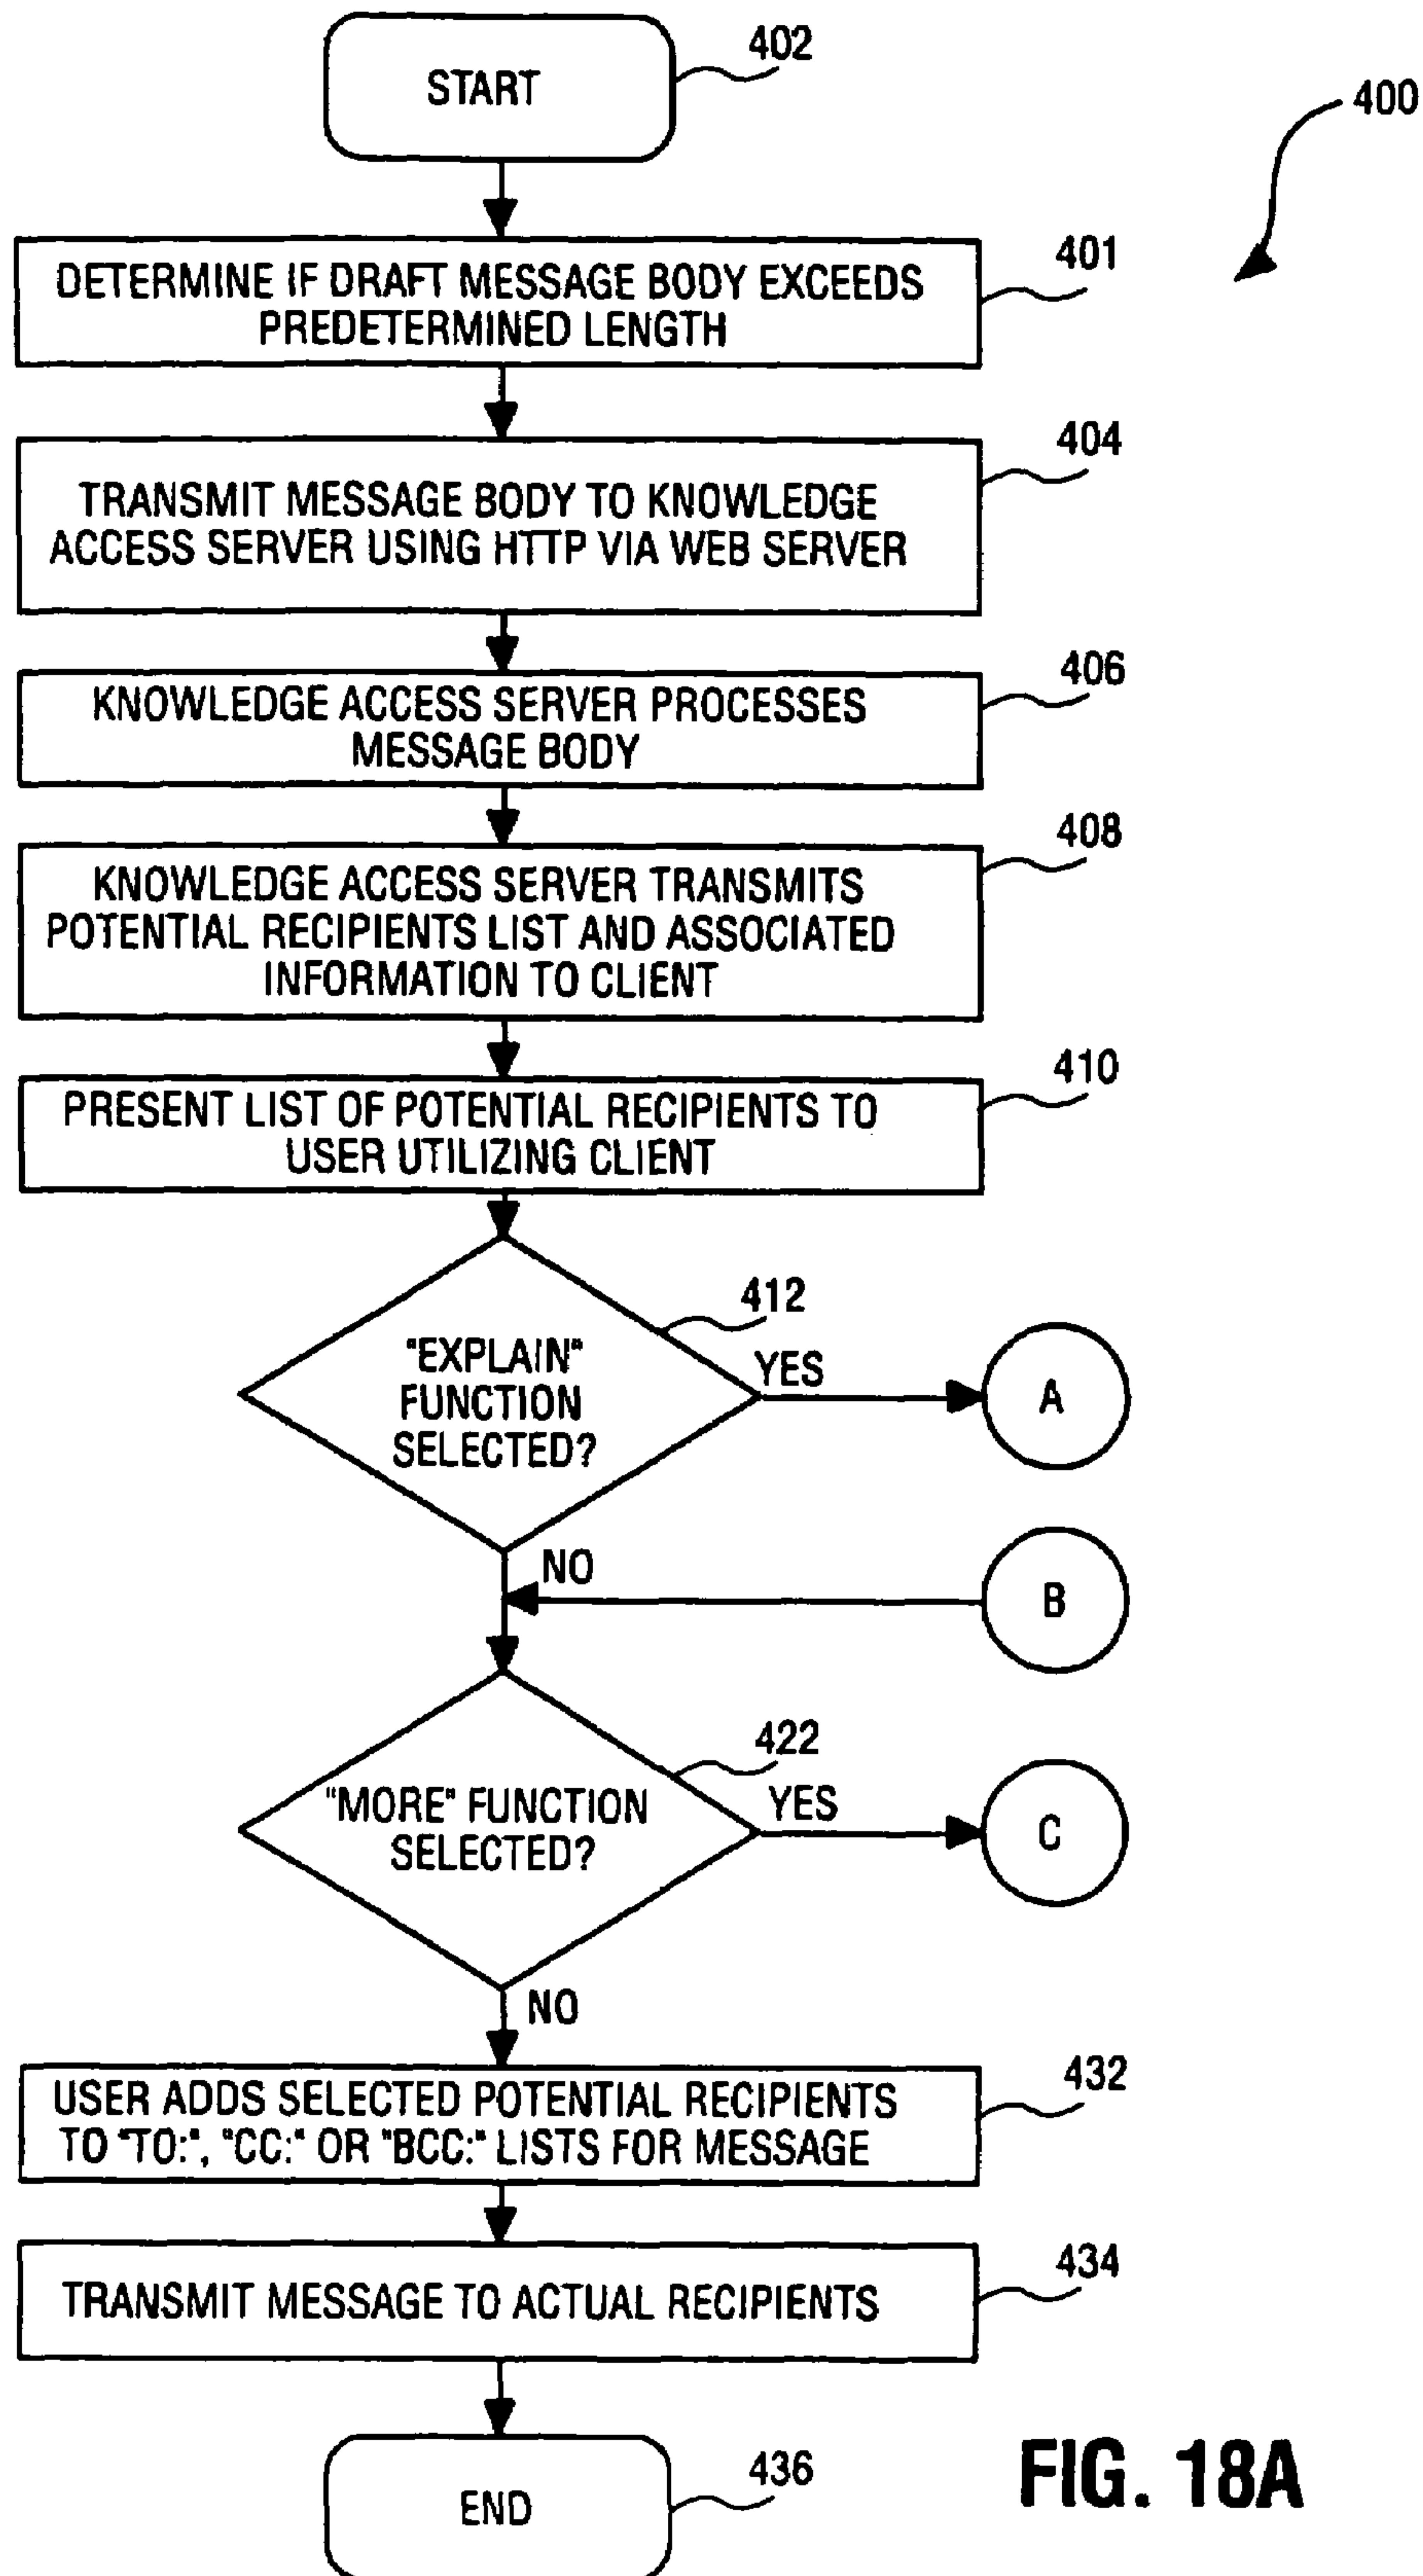 START
402
400
DETERMINE IF DRAFT MESSAGE BODY EXCEEDS
PREDETERMINED LENGTH
401
TRANSMIT MESSAGE BODY TO KNOWLEDGE
ACCESS SERVER USING HTTP VIA WEB SERVER
404
KNOWLEDGE ACCESS SERVER PROCESSES
MESSAGE BODY
406
KNOWLEDGE ACCESS SERVER TRANSMITS
POTENTIAL RECIPIENTS LIST AND ASSOCIATED
INFORMATION TO CLIENT
408
PRESENT LIST OF POTENTIAL RECIPIENTS TO
USER UTILIZING CLIENT
410
"EXPLAIN"
FUNCTION
SELECTED?
412
YES
A
NO
B
"MORE" FUNCTION
SELECTED?
422
YES
C
NO
USER ADDS SELECTED POTENTIAL RECIPIENTS
TO "TO:", "CC:" OR "BCC:" LISTS FOR MESSAGE
432
TRANSMIT MESSAGE TO ACTUAL RECIPIENTS
434
END
436
FIG. 18A